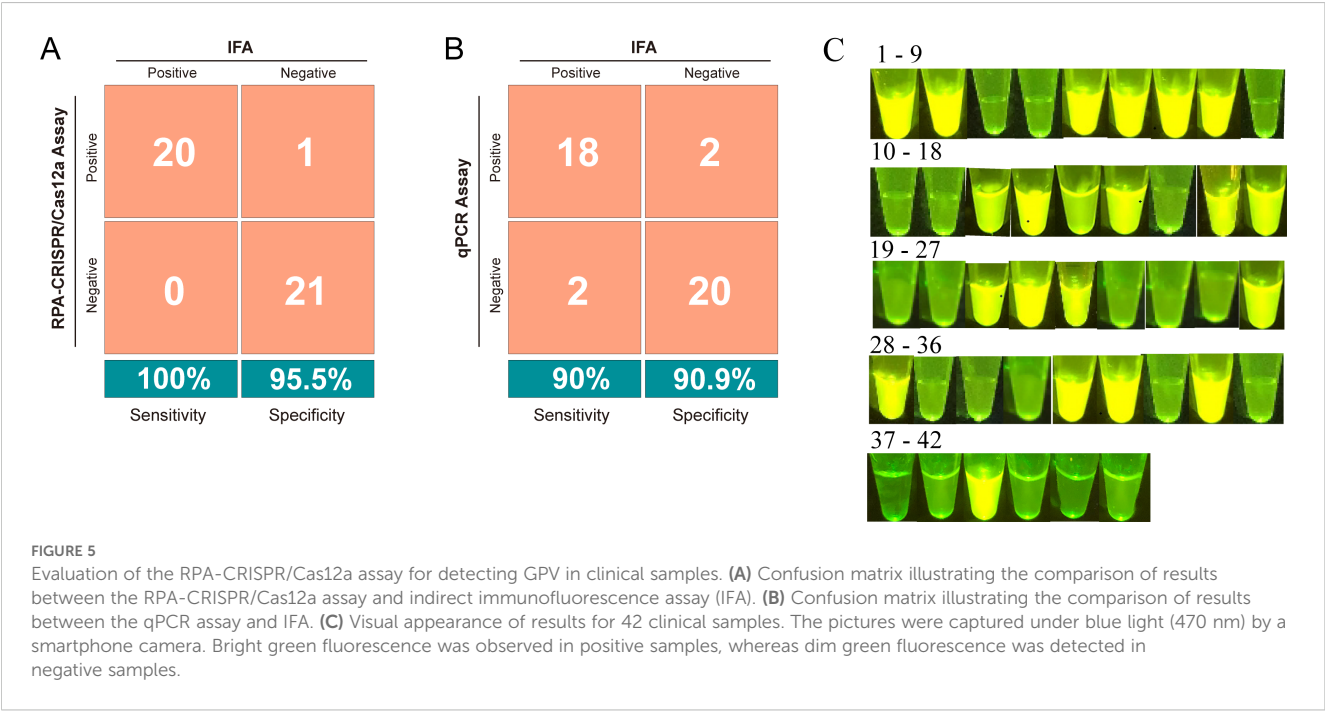 A
IFA
Positive Negative
RPA-CRISPR/Cas12a Assay
Positive
20 1
Negative
0 21
100% 95.5%
Sensitivity Specificity
B
IFA
Positive Negative
qPCR Assay
Positive
18 2
Negative
2 20
90% 90.9%
Sensitivity Specificity
C
1 - 9
10 - 18
19 - 27
28 - 36
37 - 42
FIGURE 5
Evaluation of the RPA-CRISPR/Cas12a assay for detecting GPV in clinical samples. (A) Confusion matrix illustrating the comparison of results
between the RPA-CRISPR/Cas12a assay and indirect immunofluorescence assay (IFA). (B) Confusion matrix illustrating the comparison of results
between the qPCR assay and IFA. (C) Visual appearance of results for 42 clinical samples. The pictures were captured under blue light (470 nm) by a
smartphone camera. Bright green fluorescence was observed in positive samples, whereas dim green fluorescence was detected in
negative samples.